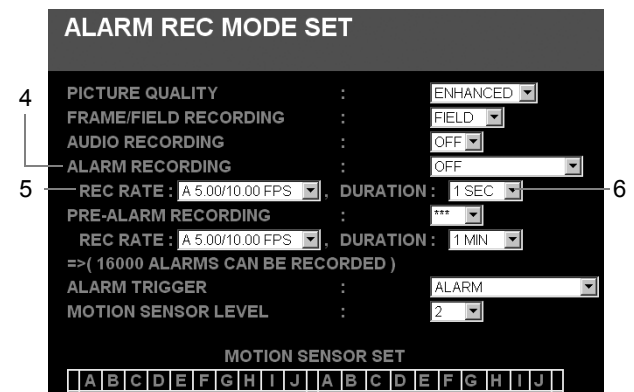 ALARM REC MODE SET
PICTURE QUALITY : ENHANCED
FRAME/FIELD RECORDING : FIELD
AUDIO RECORDING : OFF
4
ALARM RECORDING : OFF
5 REC RATE : A 5.00/10.00 FPS , DURATION : 1 SEC 6
PRE-ALARM RECORDING : ***
REC RATE : A 5.00/10.00 FPS , DURATION : 1 MIN
=>( 16000 ALARMS CAN BE RECORDED )
ALARM TRIGGER : ALARM
MOTION SENSOR LEVEL : 2
MOTION SENSOR SET
A B C D E F G H I J A B C D E F G H I J